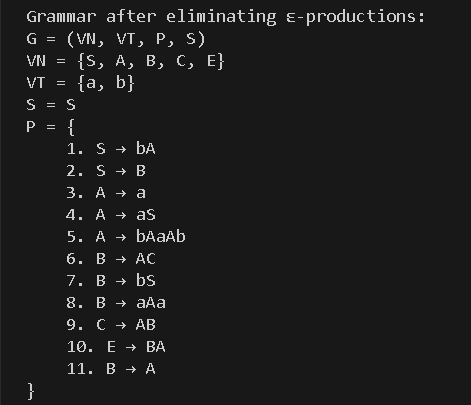 Grammar after eliminating ε-productions:
G = (VN, VT, P, S)
VN = {S, A, B, C, E}
VT = {a, b}
S = S
P = {
1. S → bA
2. S → B
3. A → a
4. A → aS
5. A → bAaAb
6. B → AC
7. B → bS
8. B → aAa
9. C → AB
10. E → BA
11. B → A
}